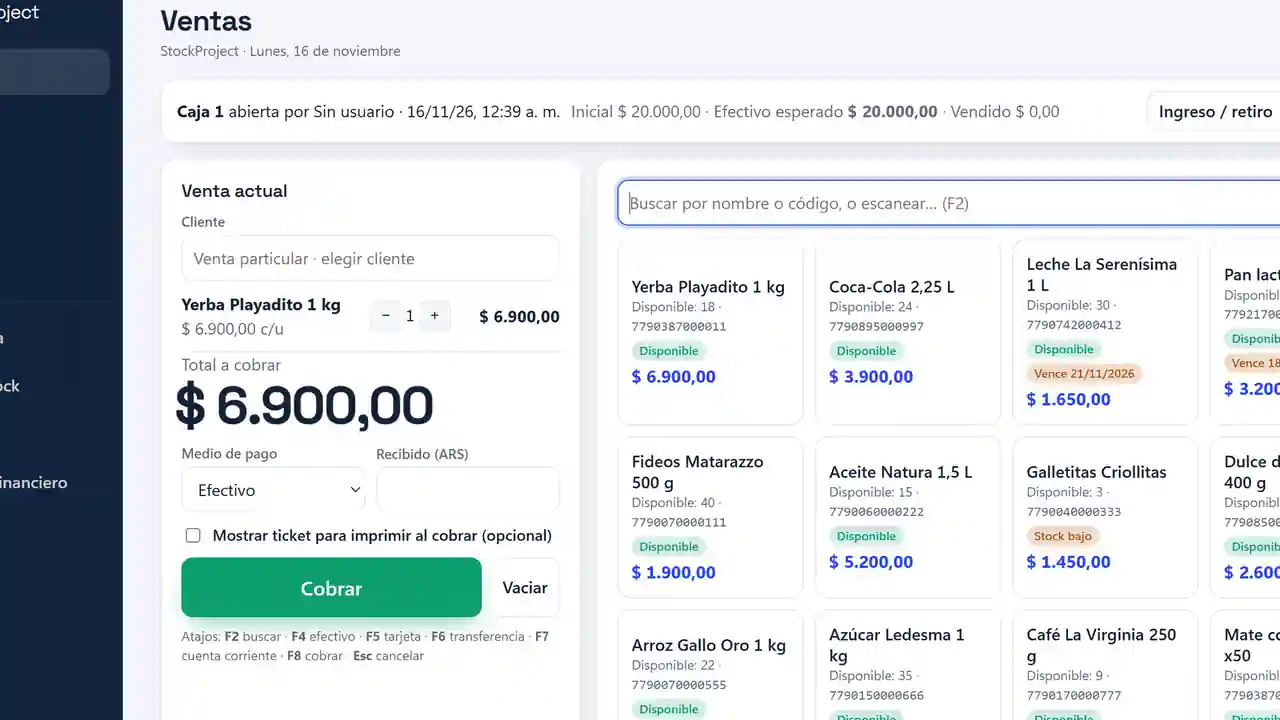 oject
Ventas
StockProject · Lunes, 16 de noviembre
Caja 1 abierta por Sin usuario · 16/11/26, 12:39 a. m. Inicial $ 20.000,00 · Efectivo esperado $ 20.000,00 · Vendido $ 0,00
Ingreso / retiro
a
ock
inanciero
Venta actual
Cliente
Venta particular · elegir cliente
Yerba Playadito 1 kg
$ 6.900,00 c/u
− 1 +
$ 6.900,00
Total a cobrar
$ 6.900,00
Medio de pago
Recibido (ARS)
Efectivo
Mostrar ticket para imprimir al cobrar (opcional)
Cobrar
Vaciar
Atajos: F2 buscar · F4 efectivo · F5 tarjeta · F6 transferencia · F7
cuenta corriente · F8 cobrar Esc cancelar
Buscar por nombre o código, o escanear... (F2)
Yerba Playadito 1 kg
Disponible: 18 ·
7790387000011
Disponible
$ 6.900,00
Coca-Cola 2,25 L
Disponible: 24 ·
7790895000997
Disponible
$ 3.900,00
Leche La Serenísima
1 L
Disponible: 30 ·
7790742000412
Disponible
Vence 21/11/2026
$ 1.650,00
Pan lact
Disponibl
7792170
Disponib
Vence 18
$ 3.200
Fideos Matarazzo
500 g
Disponible: 40 ·
7790070000111
Disponible
$ 1.900,00
Aceite Natura 1,5 L
Disponible: 15 ·
7790060000222
Disponible
$ 5.200,00
Galletitas Criollitas
Disponible: 3 ·
7790040000333
Stock bajo
$ 1.450,00
Dulce d
400 g
Disponibl
7790850
Disponib
$ 2.600
Arroz Gallo Oro 1 kg
Disponible: 22 ·
7790070000555
Disponible
Azúcar Ledesma 1
kg
Disponible: 35 ·
7790150000666
Disponible
Café La Virginia 250
g
Disponible: 9 ·
7790170000777
Disponible
Mate co
x50
Disponibl
7790387
Disponib